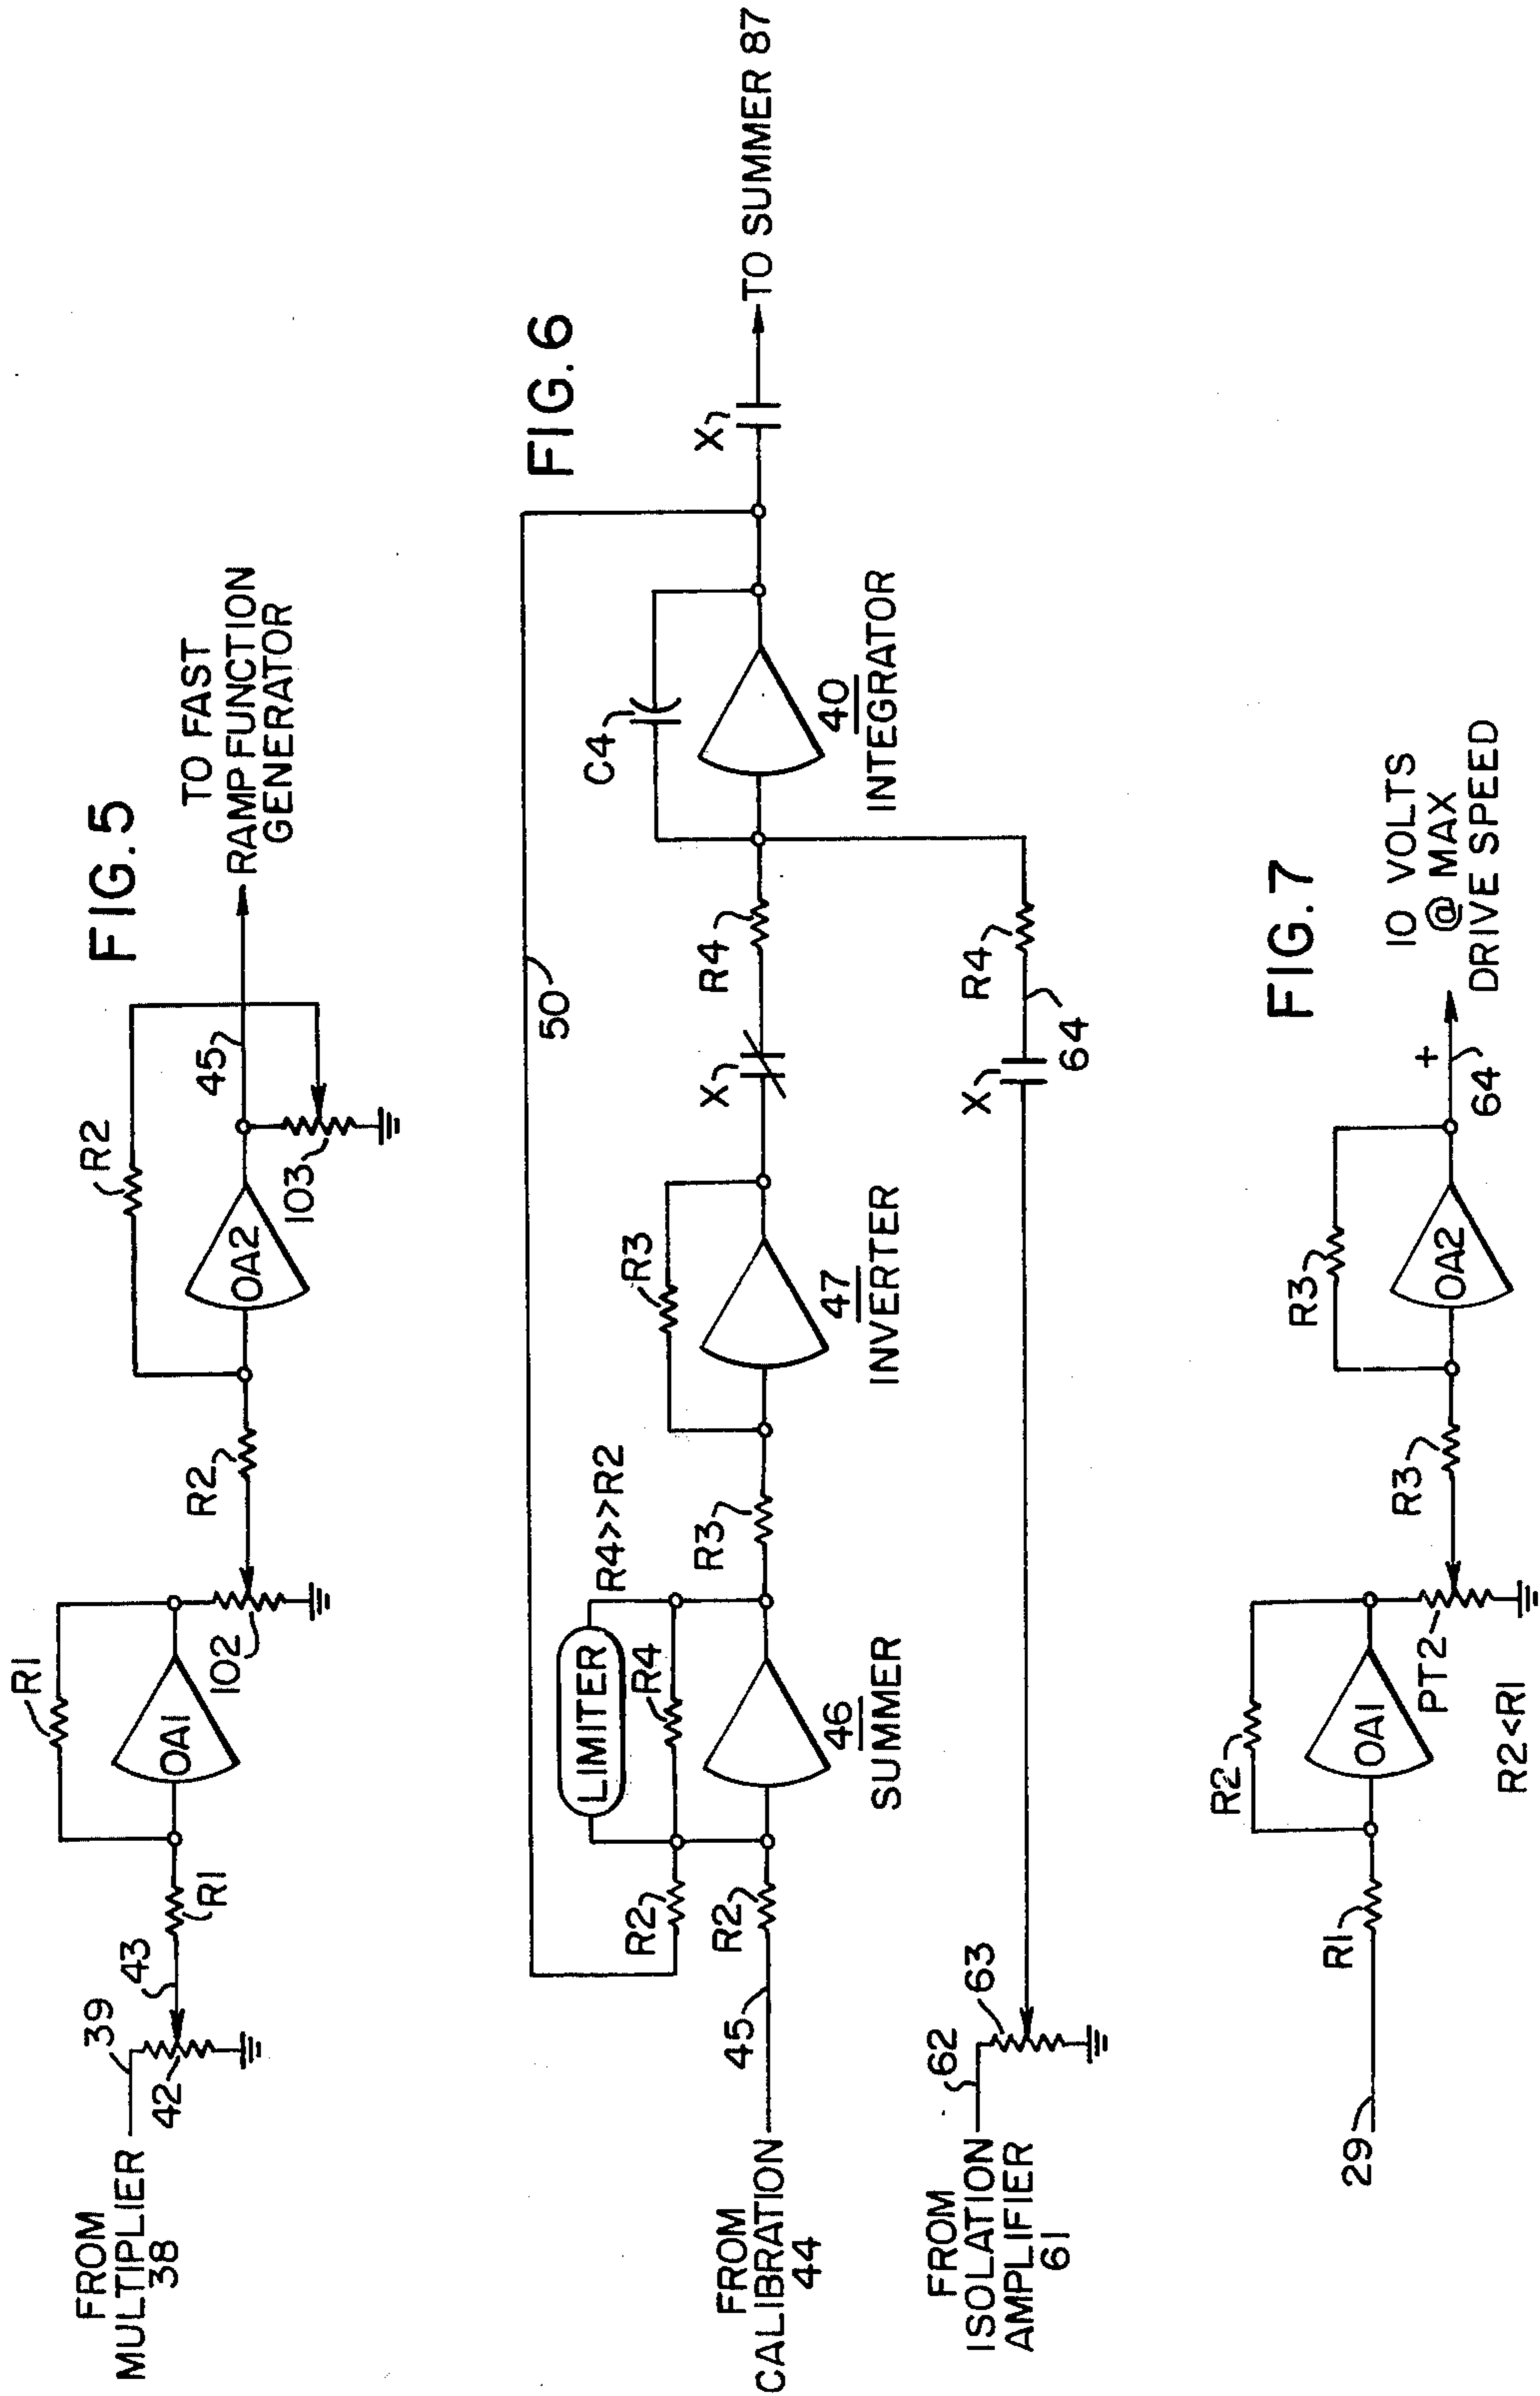 FIG. 5
FROM
MULTIPLIER
38
39
42
43
R1
R1
OA1
102
R2
R2
OA2
103
45
TO FAST
RAMP FUNCTION
GENERATOR
FIG. 6
FROM
CALIBRATION
44
45
R2
R2
LIMITER
R4
R4>>R2
46
SUMMER
R3
R3
47
INVERTER
X
R4
50
C4
40
INTEGRATOR
X
TO SUMMER 87
FROM
ISOLATION
AMPLIFIER
61
62
63
X
R4
64
FIG. 7
29
R1
R2
OA1
PT2
R2<R1
R3
R3
OA2
+
64
10 VOLTS
@ MAX
DRIVE SPEED